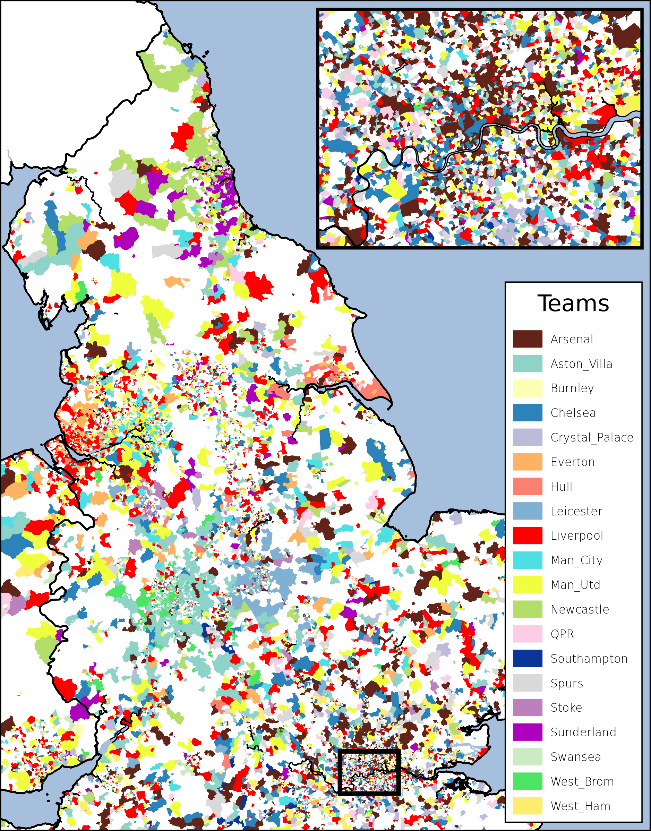 Teams
Arsenal
Aston_Villa
Burnley
Chelsea
Crystal_Palace
Everton
Hull
Leicester
Liverpool
Man_City
Man_Utd
Newcastle
QPR
Southampton
Spurs
Stoke
Sunderland
Swansea
West_Brom
West_Ham